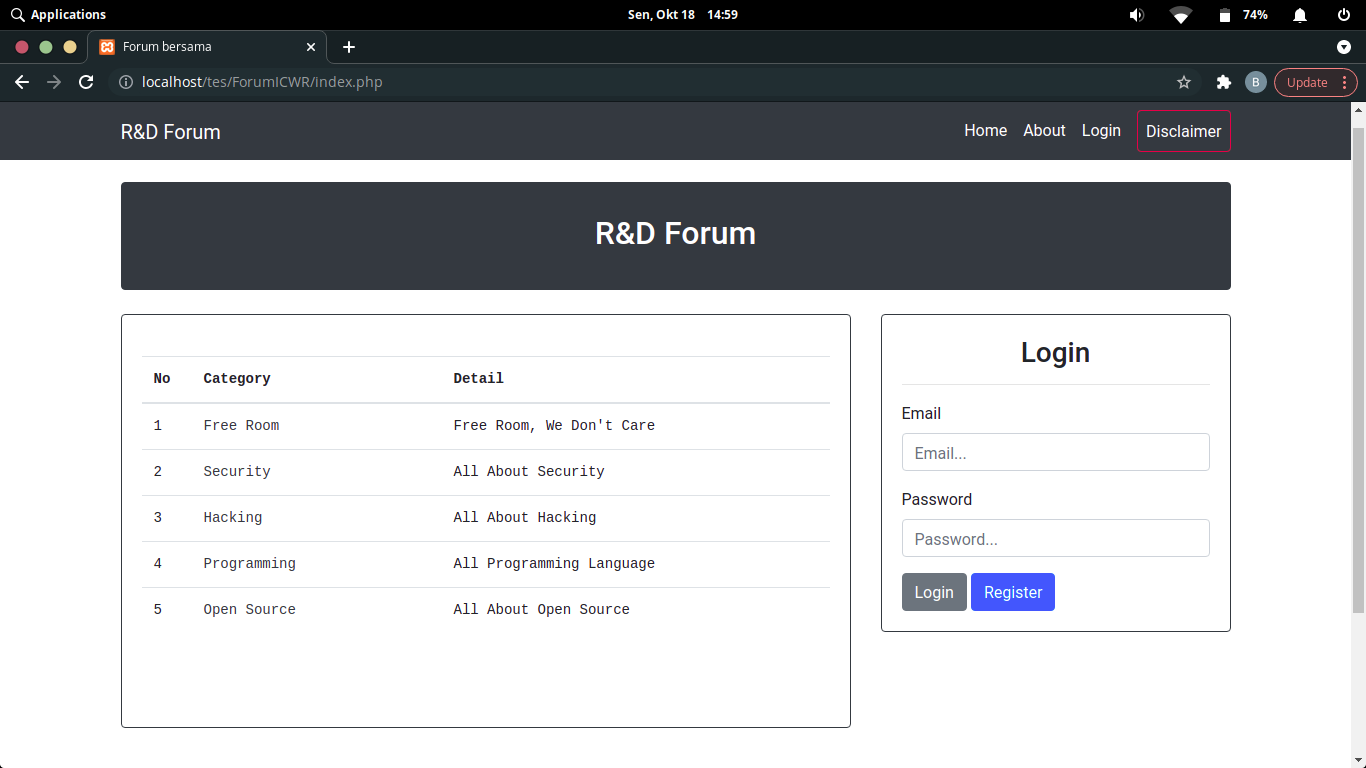 Applications
Sen, Okt 18 14:59
74%
Forum bersama
localhost/tes/ForumICWR/index.php
B
Update
R&D Forum
Home About Login Disclaimer
R&D Forum
No Category Detail
1 Free Room Free Room, We Don't Care
2 Security All About Security
3 Hacking All About Hacking
4 Programming All Programming Language
5 Open Source All About Open Source
Login
Email
Email...
Password
Password...
Login Register